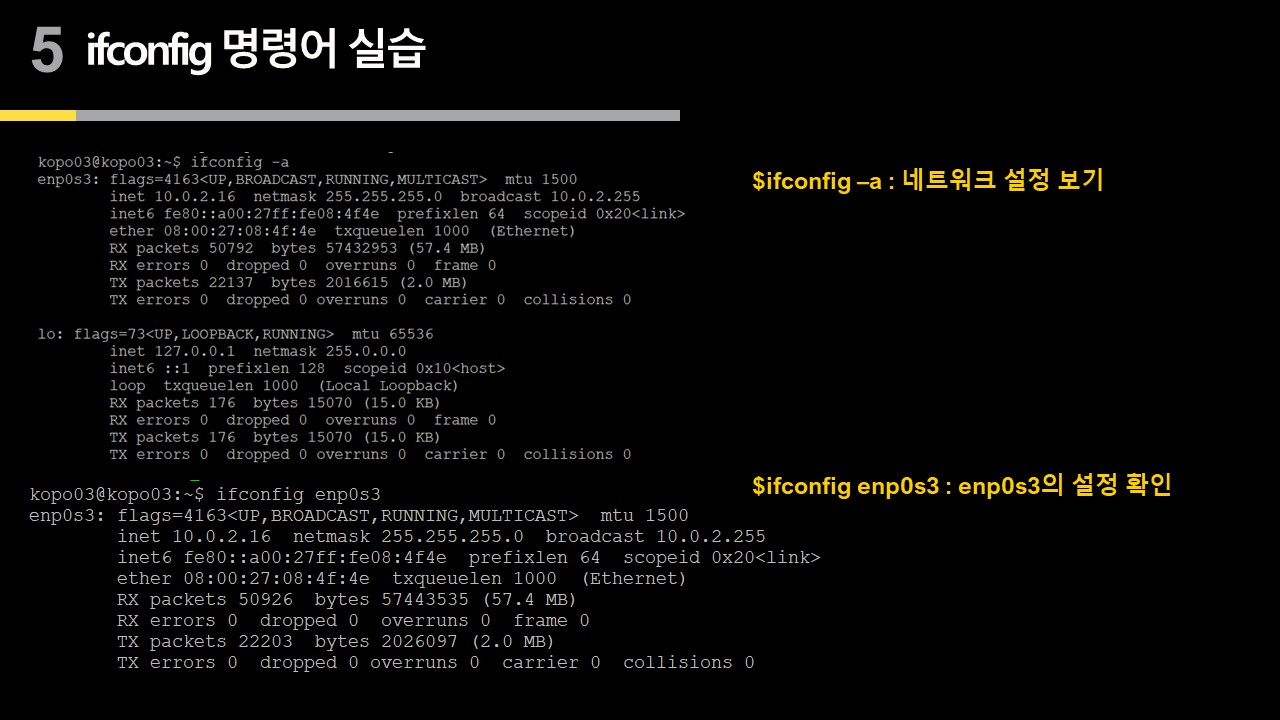 5 ifconfig 명령어 실습
kopo03@kopo03:~$ ifconfig -a
enp0s3: flags=4163<UP,BROADCAST,RUNNING,MULTICAST>  mtu 1500
        inet 10.0.2.16  netmask 255.255.255.0  broadcast 10.0.2.255
        inet6 fe80::a00:27ff:fe08:4f4e  prefixlen 64  scopeid 0x20<link>
        ether 08:00:27:08:4f:4e  txqueuelen 1000  (Ethernet)
        RX packets 50792  bytes 57432953 (57.4 MB)
        RX errors 0  dropped 0  overruns 0  frame 0
        TX packets 22137  bytes 2016615 (2.0 MB)
        TX errors 0  dropped 0 overruns 0  carrier 0  collisions 0
lo: flags=73<UP,LOOPBACK,RUNNING>  mtu 65536
        inet 127.0.0.1  netmask 255.0.0.0
        inet6 ::1  prefixlen 128  scopeid 0x10<host>
        loop  txqueuelen 1000  (Local Loopback)
        RX packets 176  bytes 15070 (15.0 KB)
        RX errors 0  dropped 0  overruns 0  frame 0
        TX packets 176  bytes 15070 (15.0 KB)
        TX errors 0  dropped 0 overruns 0  carrier 0  collisions 0
$ifconfig –a : 네트워크 설정 보기
kopo03@kopo03:~$ ifconfig enp0s3
enp0s3: flags=4163<UP,BROADCAST,RUNNING,MULTICAST>  mtu 1500
        inet 10.0.2.16  netmask 255.255.255.0  broadcast 10.0.2.255
        inet6 fe80::a00:27ff:fe08:4f4e  prefixlen 64  scopeid 0x20<link>
        ether 08:00:27:08:4f:4e  txqueuelen 1000  (Ethernet)
        RX packets 50926  bytes 57443535 (57.4 MB)
        RX errors 0  dropped 0  overruns 0  frame 0
        TX packets 22203  bytes 2026097 (2.0 MB)
        TX errors 0  dropped 0 overruns 0  carrier 0  collisions 0
$ifconfig enp0s3 : enp0s3의 설정 확인